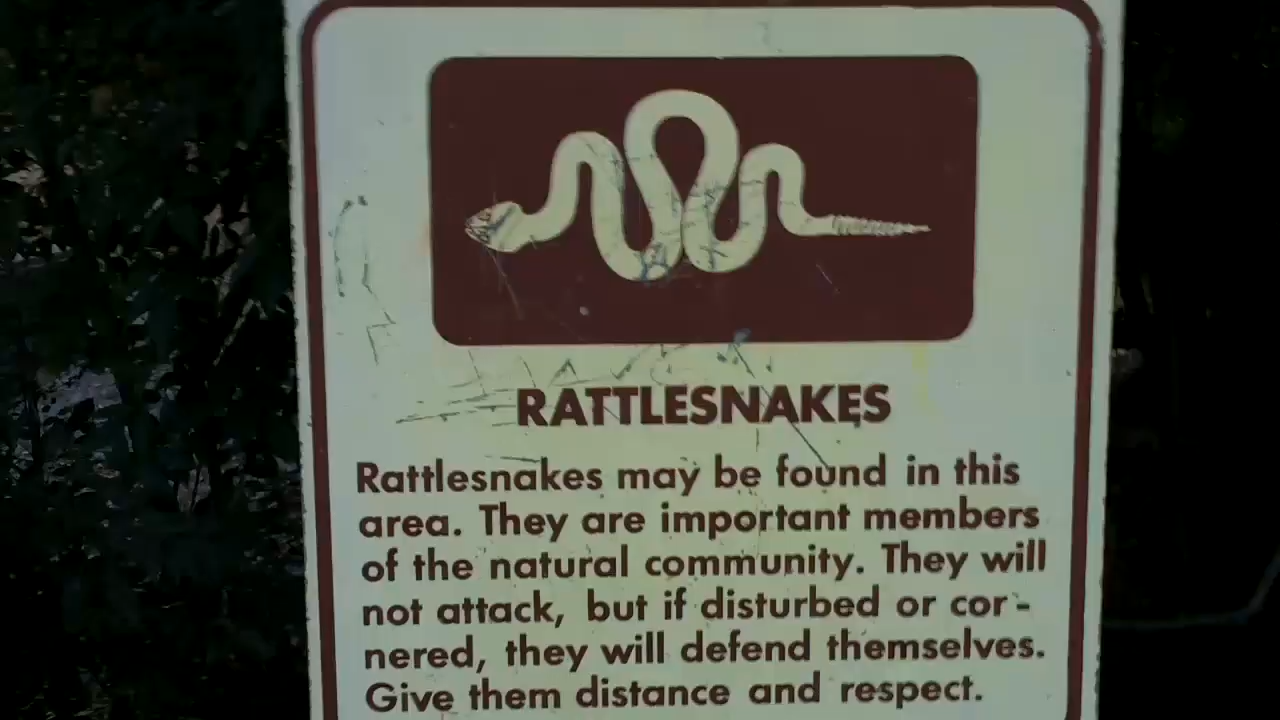 RATTLESNAKES
Rattlesnakes may be found in this
area. They are important members
of the natural community. They will
not attack, but if disturbed or cor-
nered, they will defend themselves.
Give them distance and respect.